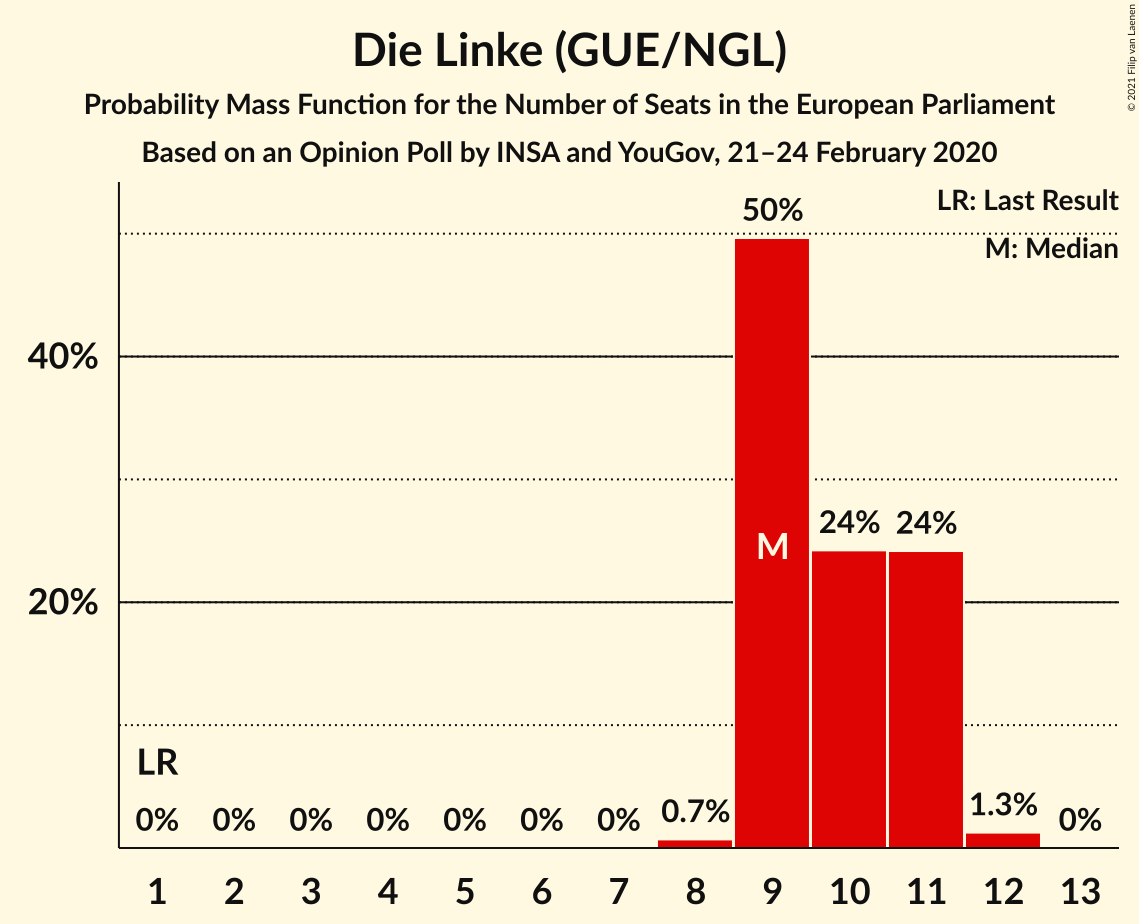 Die Linke (GUE/NGL)
Probability Mass Function for the Number of Seats in the European Parliament
Based on an Opinion Poll by INSA and YouGov, 21–24 February 2020
© 2021 Filip van Laenen
LR: Last Result
M: Median
50%
40%
M
24% 24%
20%
LR
0% 0% 0% 0% 0% 0% 0% 0.7% 1.3% 0%
1 2 3 4 5 6 7 8 9 10 11 12 13